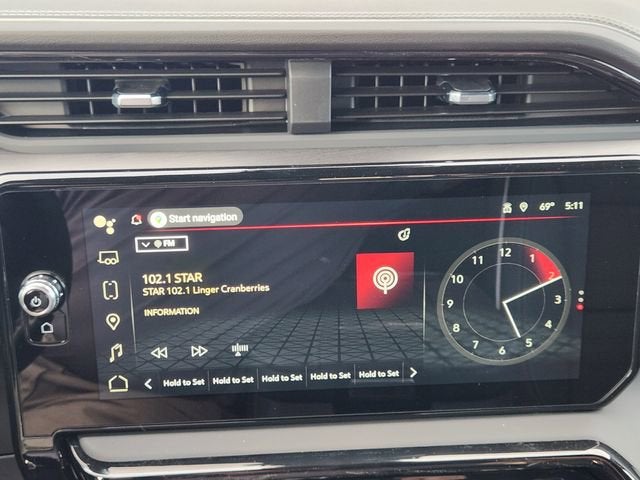 Start navigation
69° 5:11
FM
102.1 STAR
STAR 102.1 Linger Cranberries
INFORMATION
Hold to Set Hold to Set Hold to Set Hold to Set Hold to Set
12 1 2 3 4 5 6 7 8 9 10 11